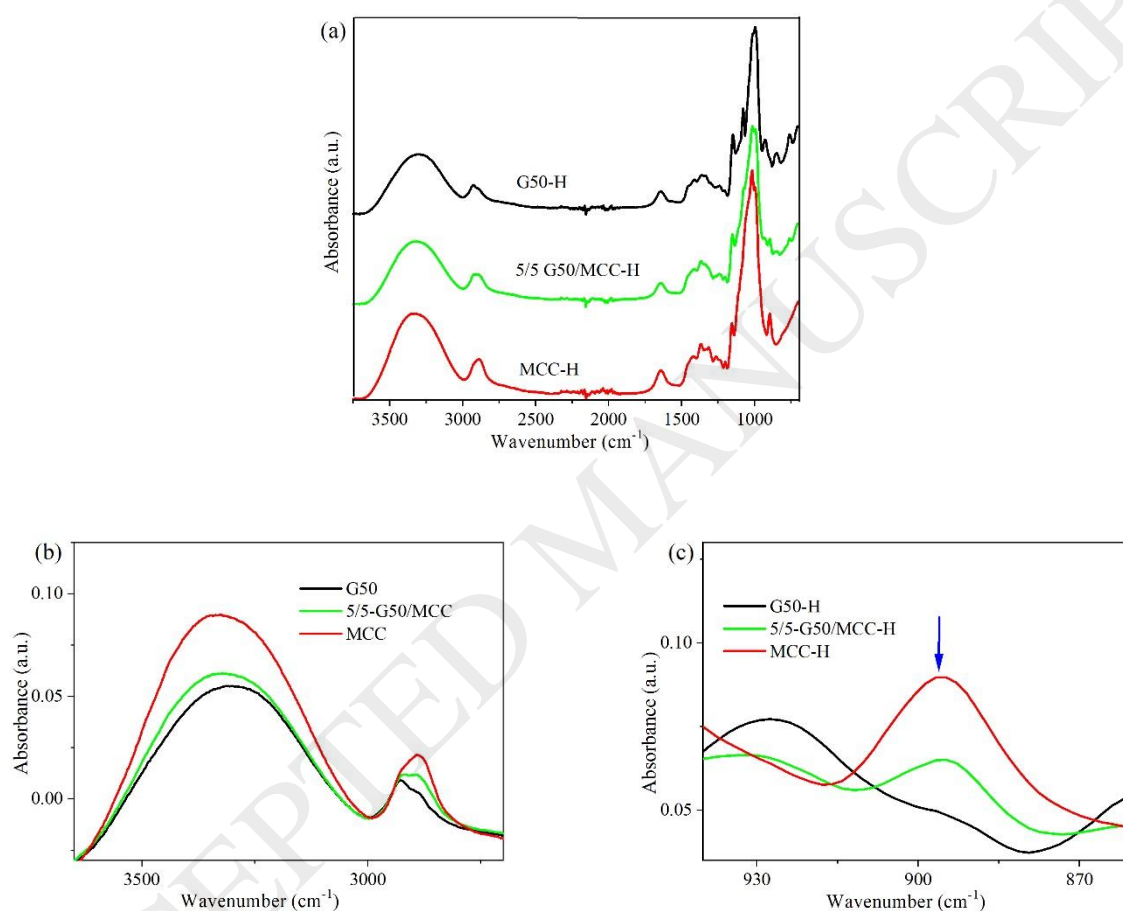 (a)
Absorbance (a.u.)
G50-H
5/5 G50/MCC-H
MCC-H
3500 3000 2500 2000 1500 1000
Wavenumber (cm⁻¹)
(b)
Absorbance (a.u.)
0.10
0.05
0.00
G50
5/5-G50/MCC
MCC
3500 3000
Wavenumber (cm⁻¹)
(c)
Absorbance (a.u.)
0.10
0.05
G50-H
5/5-G50/MCC-H
MCC-H
930 900 870
Wavenumber (cm⁻¹)
EPTED MANUSCRIP